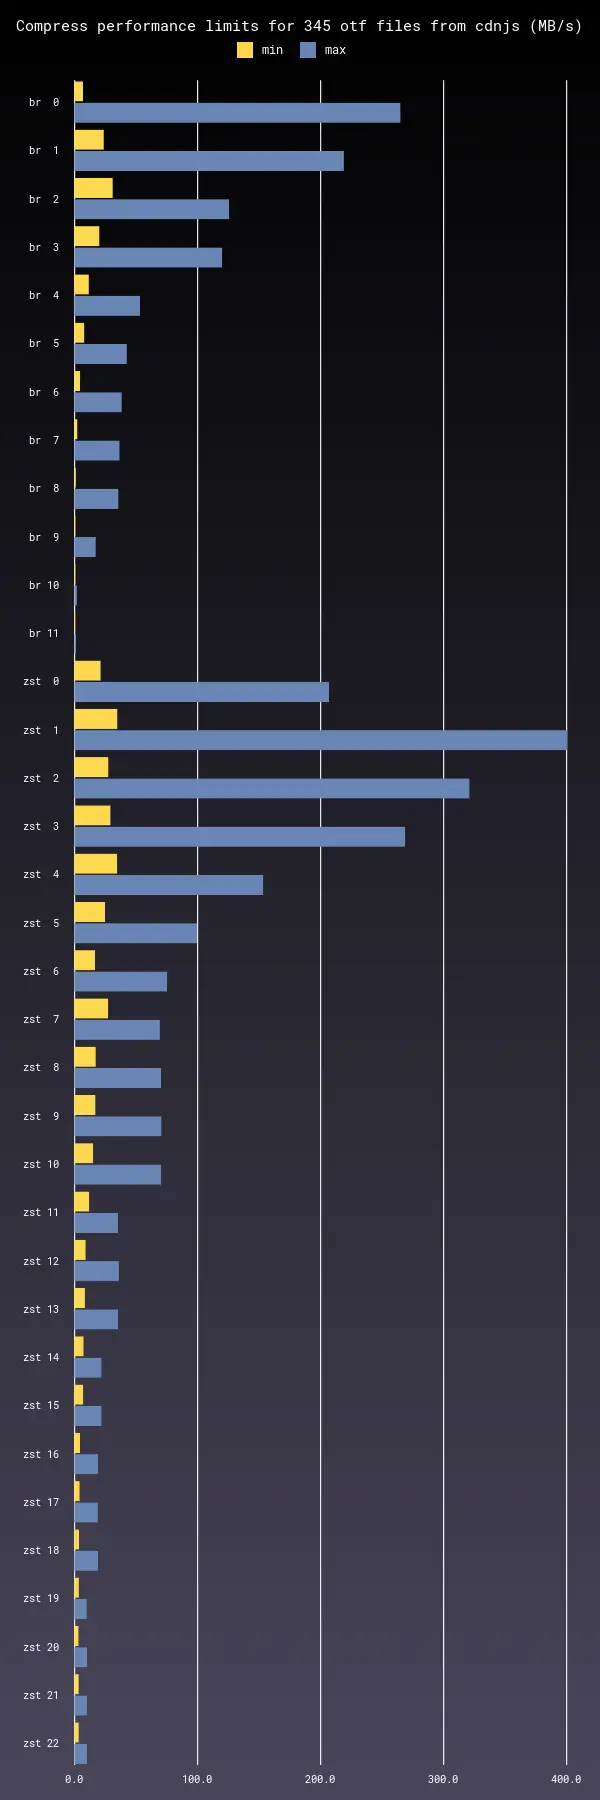 Compress performance limits for 345 otf files from cdnjs (MB/s)
min max
br 0
br 1
br 2
br 3
br 4
br 5
br 6
br 7
br 8
br 9
br 10
br 11
zst 0
zst 1
zst 2
zst 3
zst 4
zst 5
zst 6
zst 7
zst 8
zst 9
zst 10
zst 11
zst 12
zst 13
zst 14
zst 15
zst 16
zst 17
zst 18
zst 19
zst 20
zst 21
zst 22
0.0 100.0 200.0 300.0 400.0